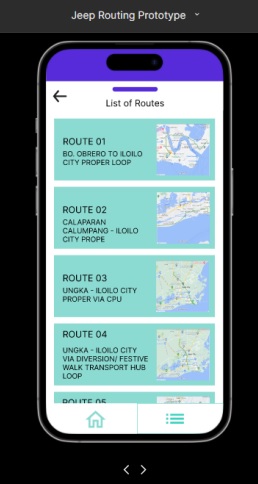 Jeep Routing Prototype
List of Routes
ROUTE 01
BO. OBRERO TO ILOILO
CITY PROPER LOOP
ROUTE 02
CALAPARAN
CALUMPANG - ILOILO
CITY PROPE
ROUTE 03
UNGKA - ILOILO CITY
PROPER VIA CPU
ROUTE 04
UNGKA - ILOILO CITY
VIA DIVERSION/ FESTIVE
WALK TRANSPORT HUB
LOOP
ROUTE 05